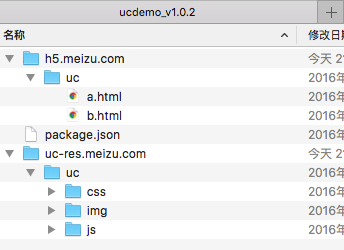 ucdemo_v1.0.2
名称 修改日期
h5.meizu.com 今天 2
uc 2016年
a.html 2016年
b.html 2016年
package.json 2016年
uc-res.meizu.com 今天 2
uc 2016年
css 2016年
img 2016年
js 2016年